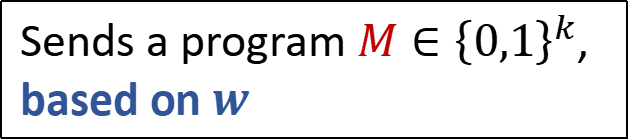 Sends a program M ∈ {0,1}ᵏ,
based on w